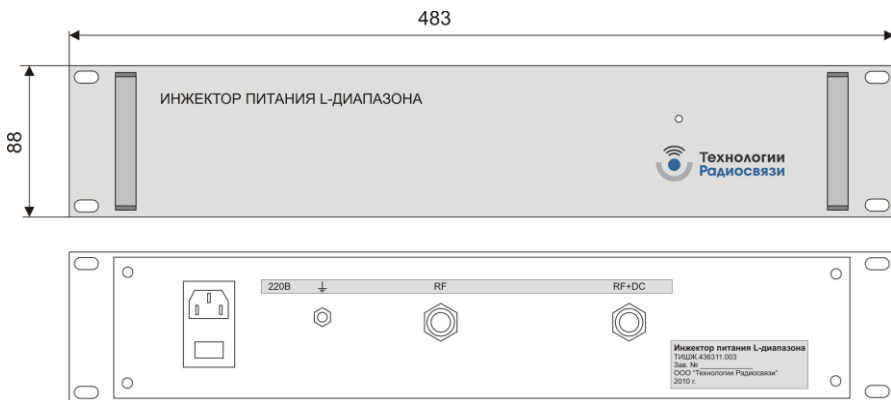 483
88
ИНЖЕКТОР ПИТАНИЯ L-ДИАПАЗОНА
Технологии
Радиосвязи
220В RF RF+DC
Инжектор питания L-диапазона
ТИШЖ.436311.003
Зав. № ______________
ООО "Технологии Радиосвязи"
2010 г.